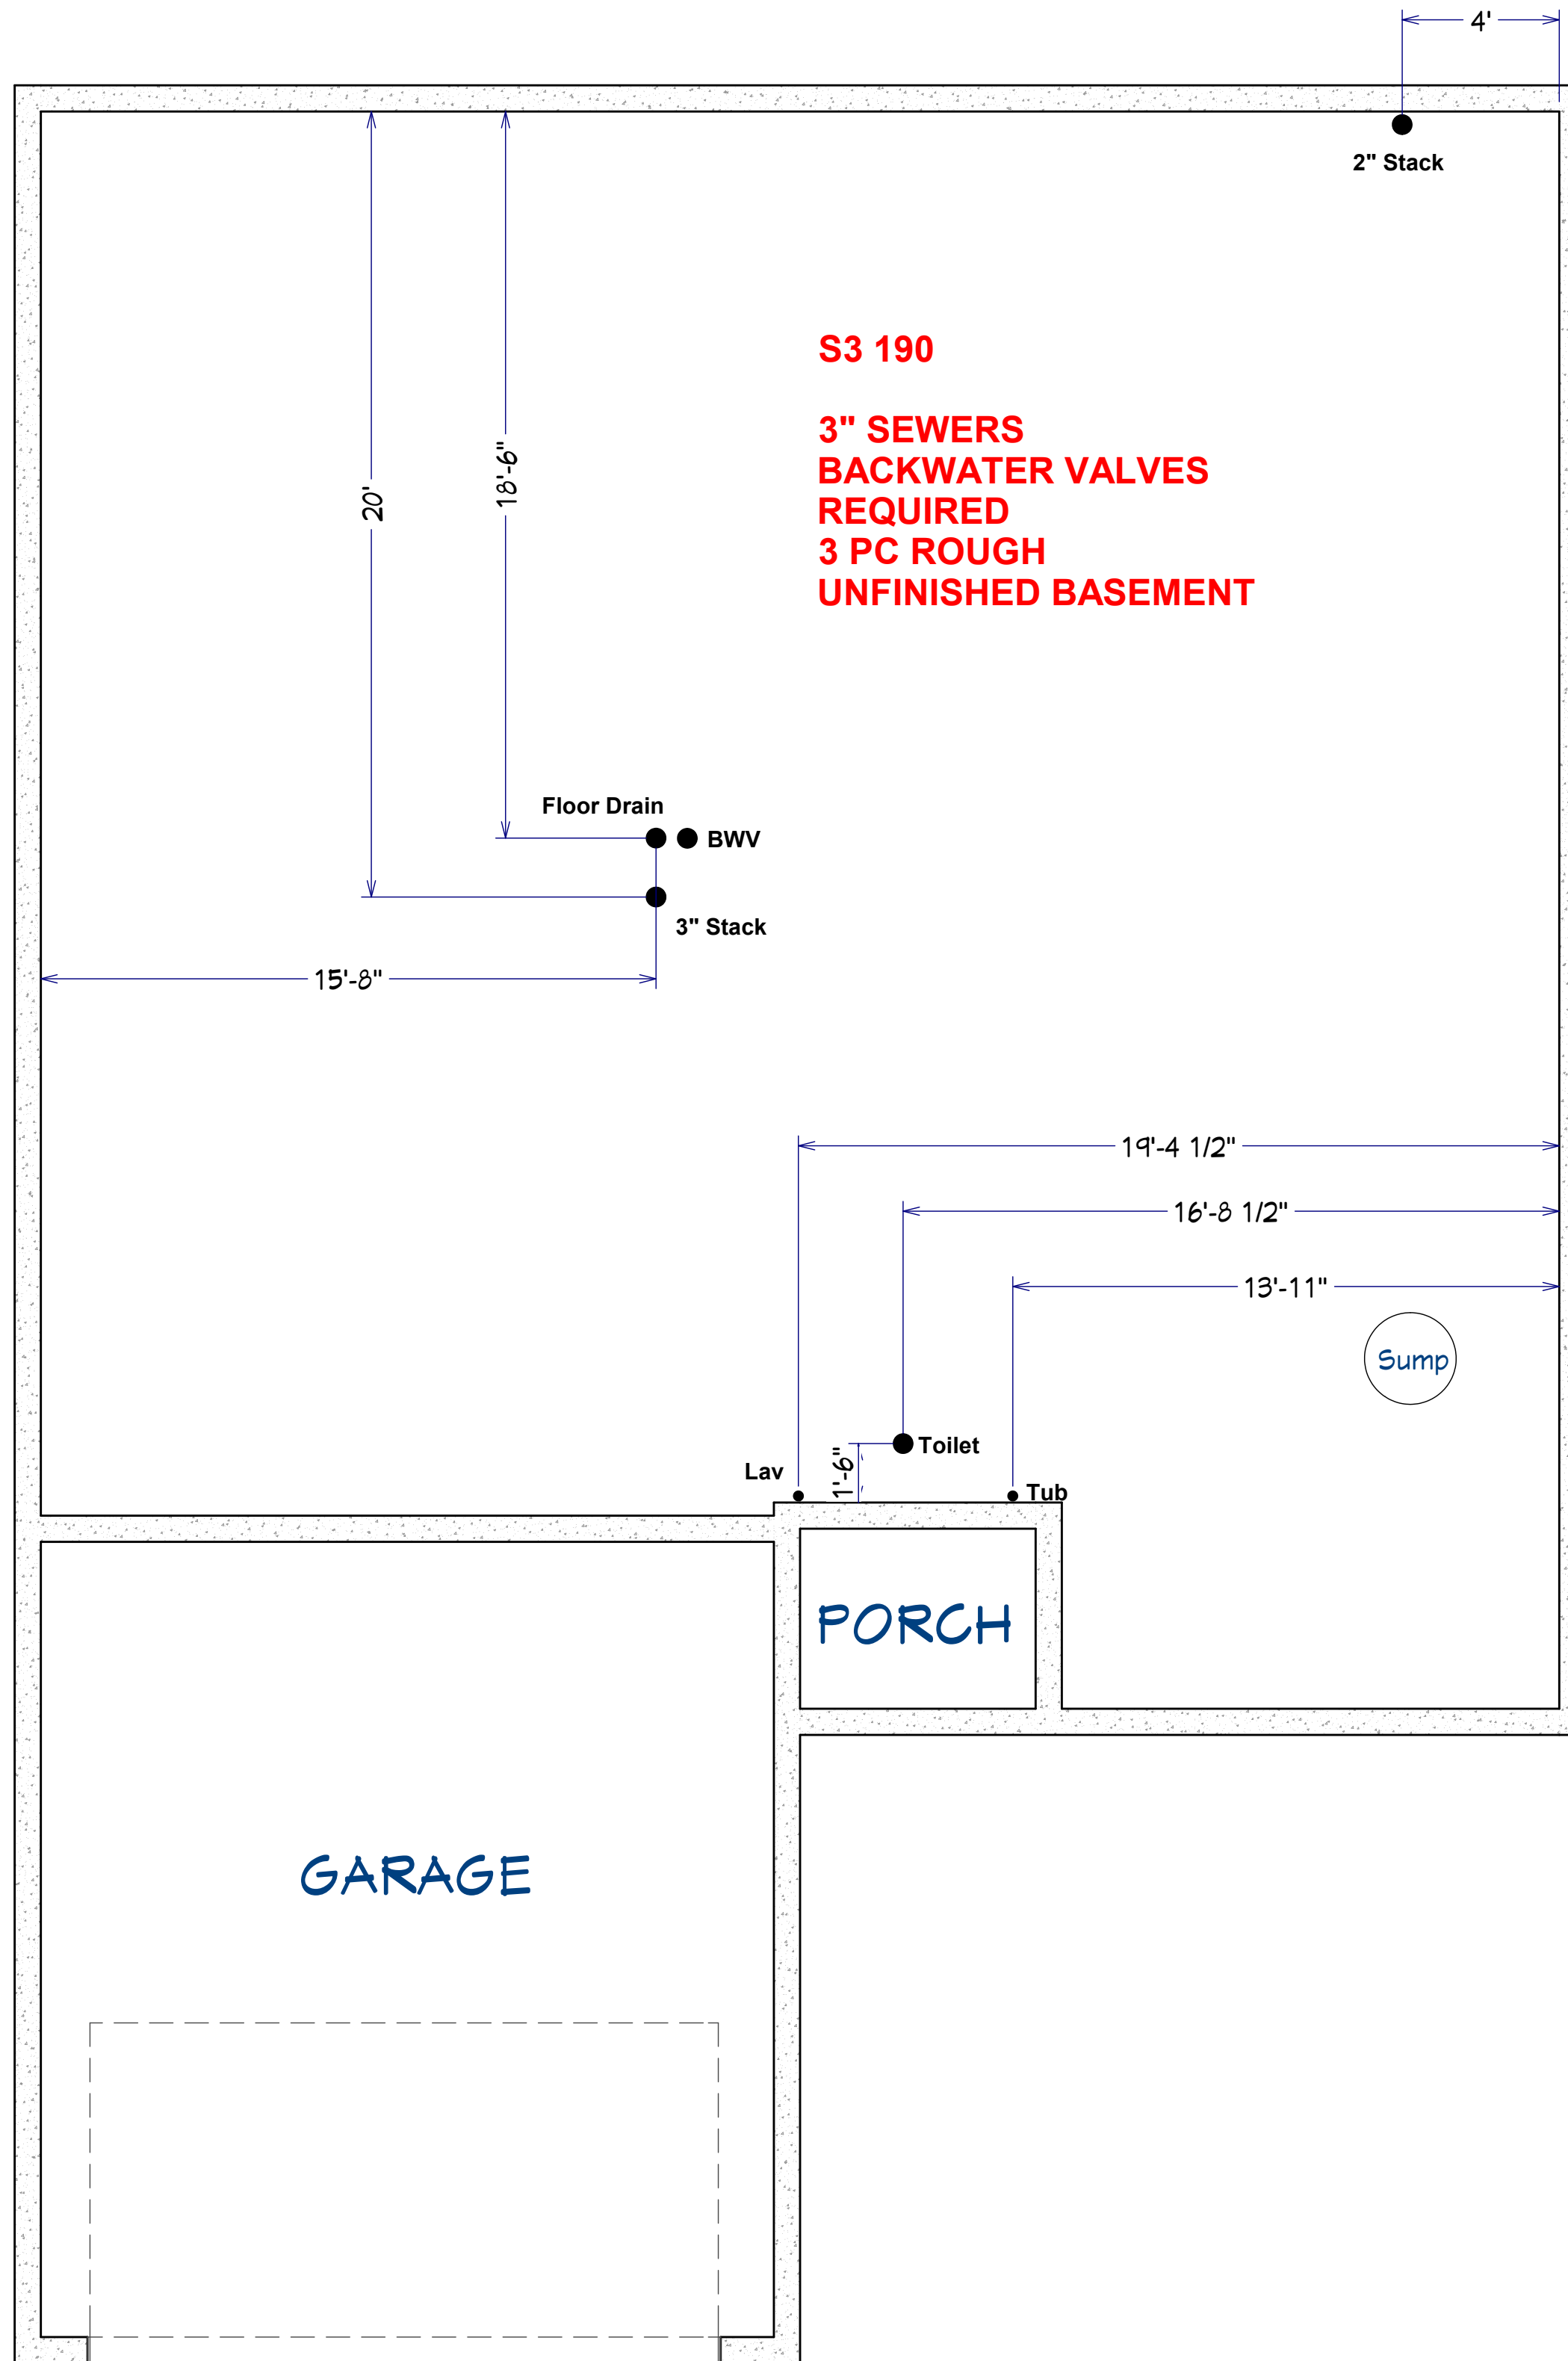 4'
2" Stack
S3 190
3" SEWERS
BACKWATER VALVES
REQUIRED
3 PC ROUGH
UNFINISHED BASEMENT
20'
18'-6"
Floor Drain
BWV
3" Stack
15'-8"
19'-4 1/2"
16'-8 1/2"
13'-11"
Sump
Toilet
1'-6"
Lav
Tub
PORCH
GARAGE